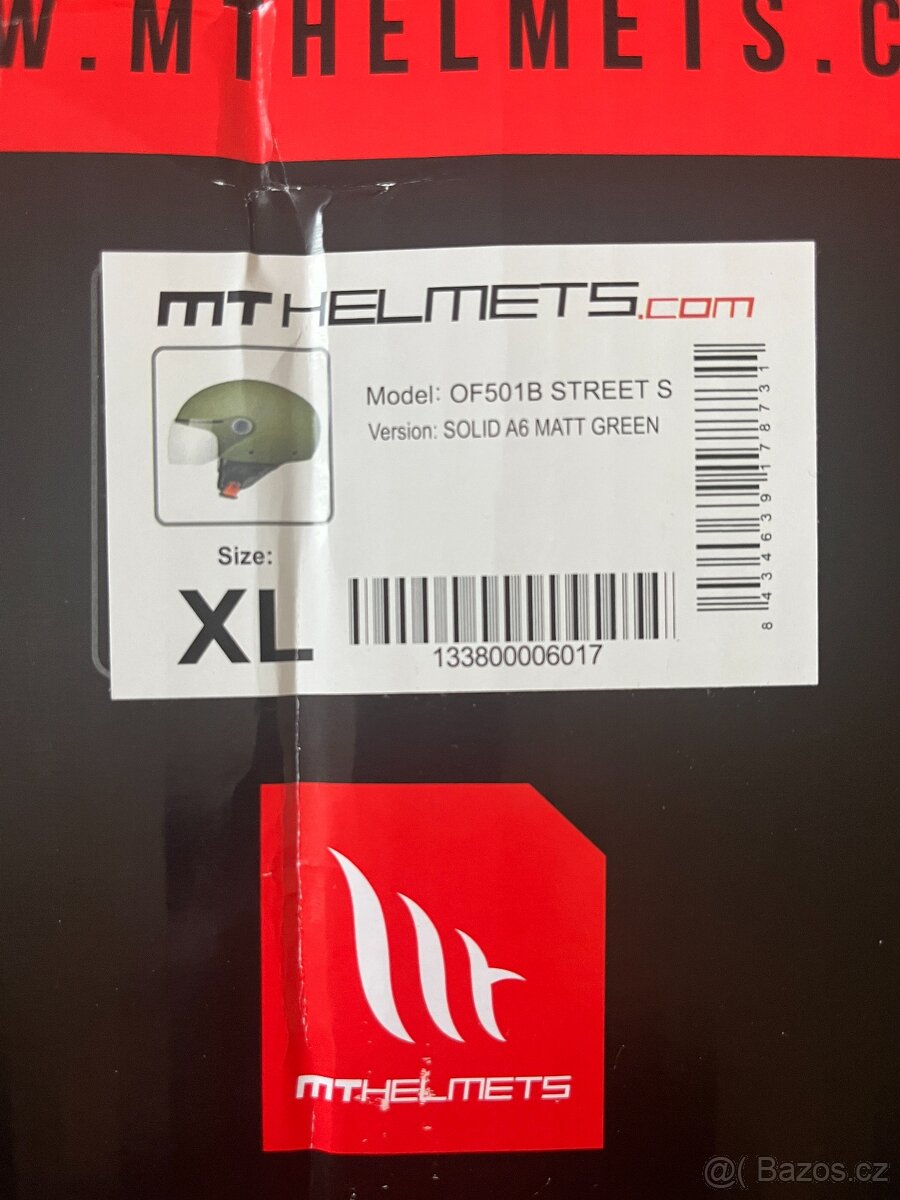 W.MTHELMETS.C
MTHELMETS.com
Model: OF501B STREET S
Version: SOLID A6 MATT GREEN
Size:
XL
133800006017
8434639178731
MTHELMETS
@( Bazos.cz